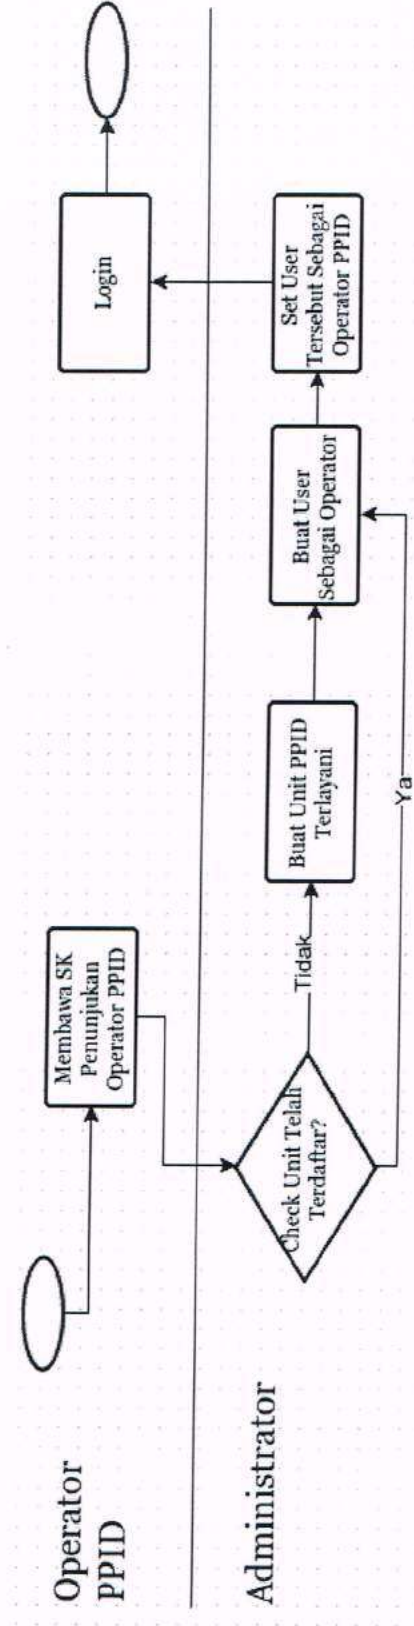 Operator
PPID
Membawa SK
Penunjukan
Operator PPID
Login
Administrator
Check Unit Telah
Terdaftar?
Tidak
Ya
Buat Unit PPID
Terlayani
Buat User
Sebagai Operator
Set User
Tersebut Sebagai
Operator PPID